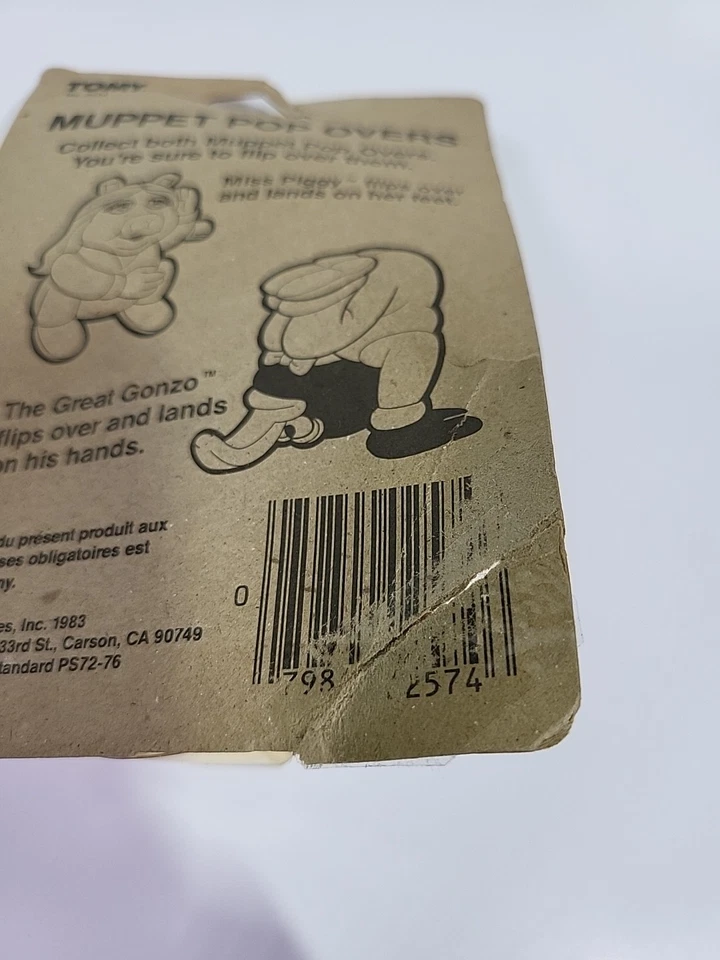 TOMY
MUPPET POP OVERS
Collect both Muppet Pop Overs.
You're sure to flip over them.
Miss Piggy - flips over
and lands on her feet.
The Great Gonzo™
flips over and lands
on his hands.
du présent produit aux
ses obligatoires est
ny.
es, Inc. 1983
33rd St., Carson, CA 90749
tandard PS72-76
0
798 2574